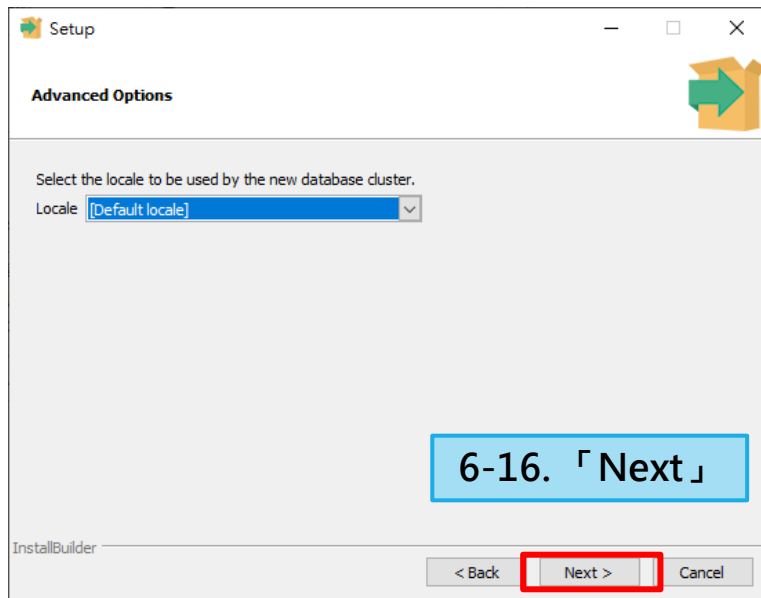 Setup
Advanced Options
Select the locale to be used by the new database cluster.
Locale [Default locale]
6-16.「Next」
InstallBuilder
< Back Next > Cancel